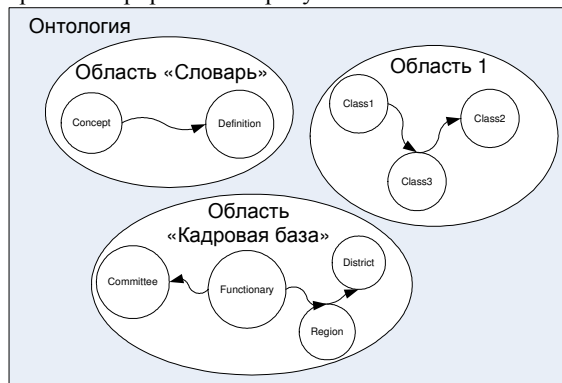 Онтология
Область «Словарь»
Concept
Definition
Область 1
Class1
Class2
Class3
Область
«Кадровая база»
Committee
Functionary
District
Region